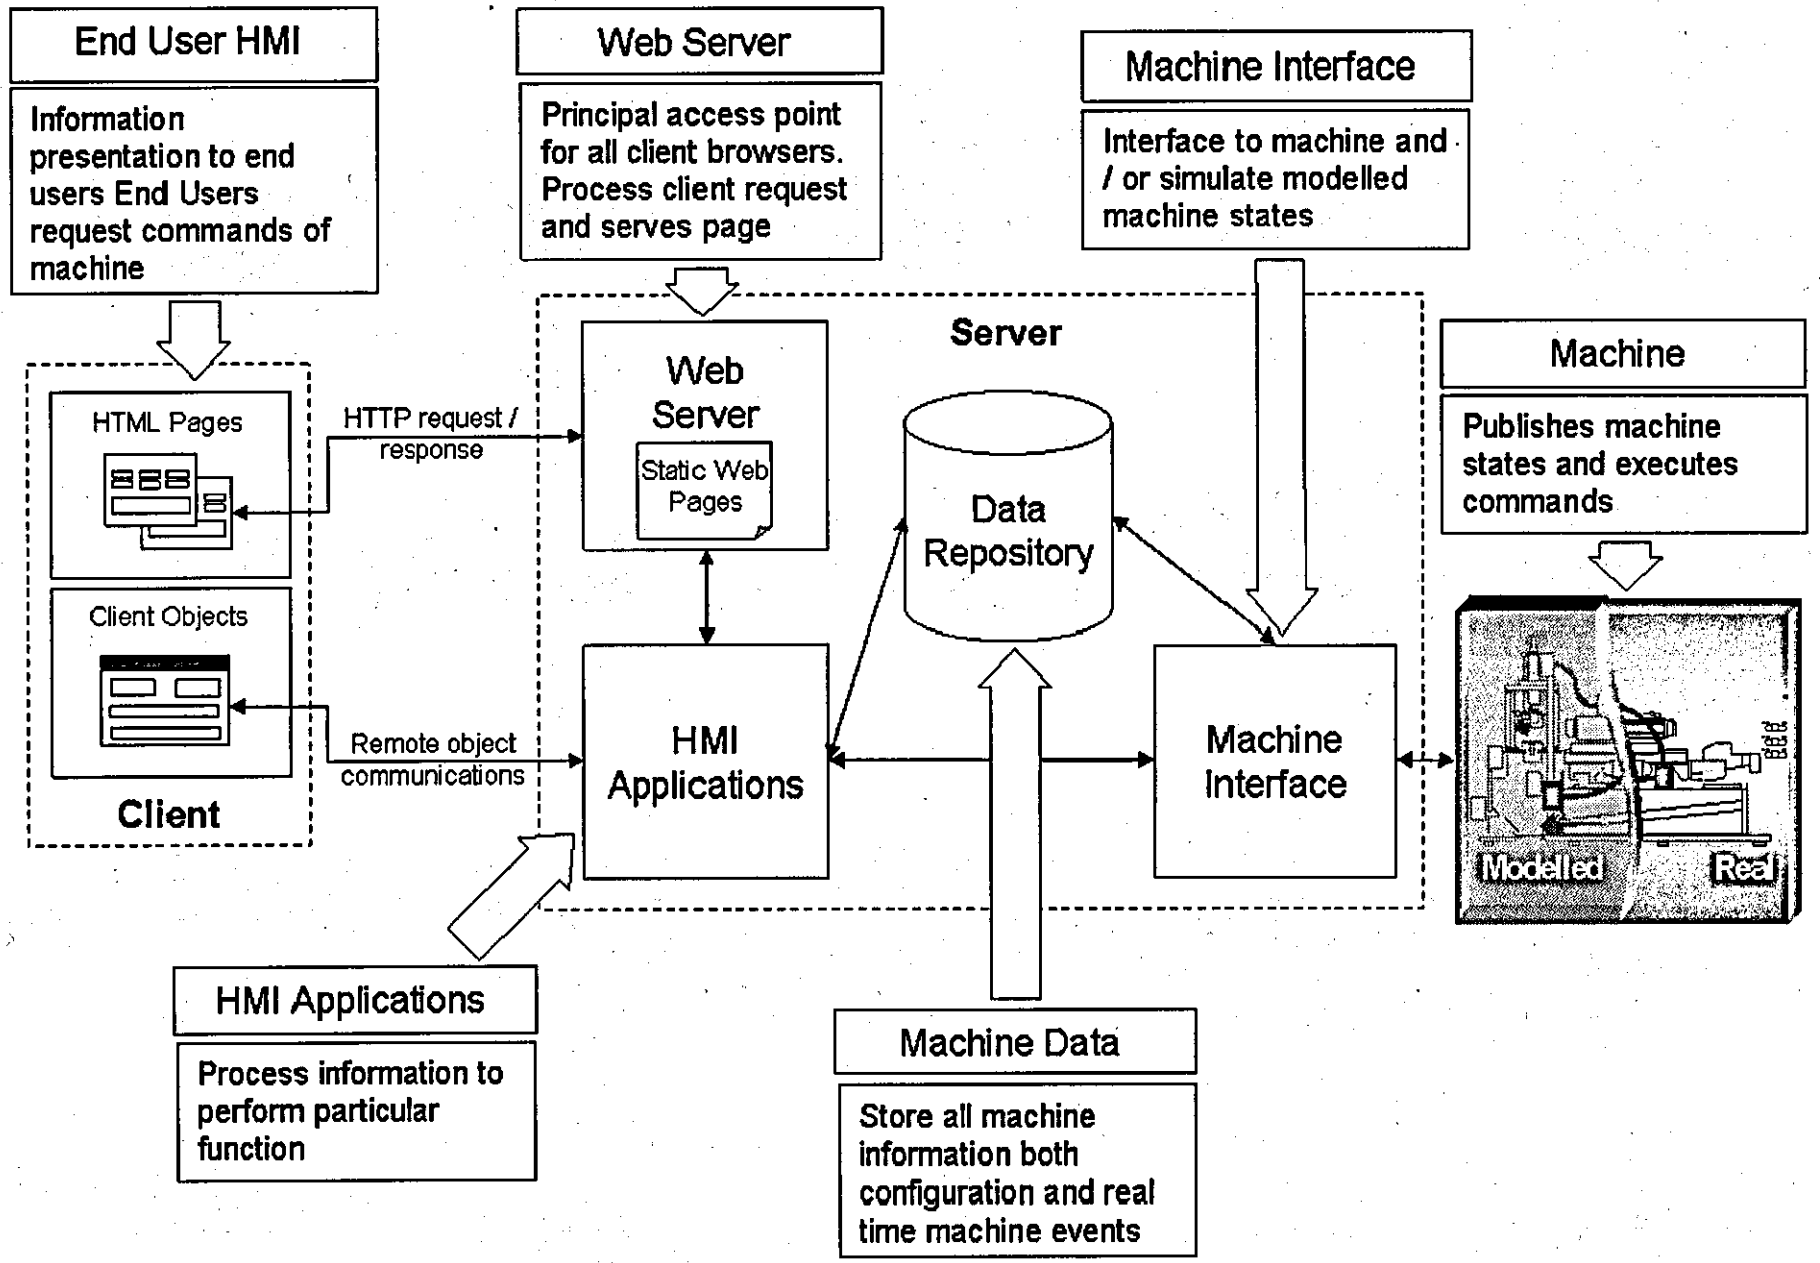 End User HMI
Information
presentation to end
users End Users
request commands of
machine
Web Server
Principal access point
for all client browsers.
Process client request
and serves page
Machine Interface
Interface to machine and
/ or simulate modelled
machine states
Machine
Publishes machine
states and executes
commands
Server
Web
Server
Static Web
Pages
HTML Pages
HTTP request /
response
Client Objects
Remote object
communications
Client
Data
Repository
HMI
Applications
Machine
Interface
Modelled
Real
HMI Applications
Process information to
perform particular
function
Machine Data
Store all machine
information both
configuration and real
time machine events